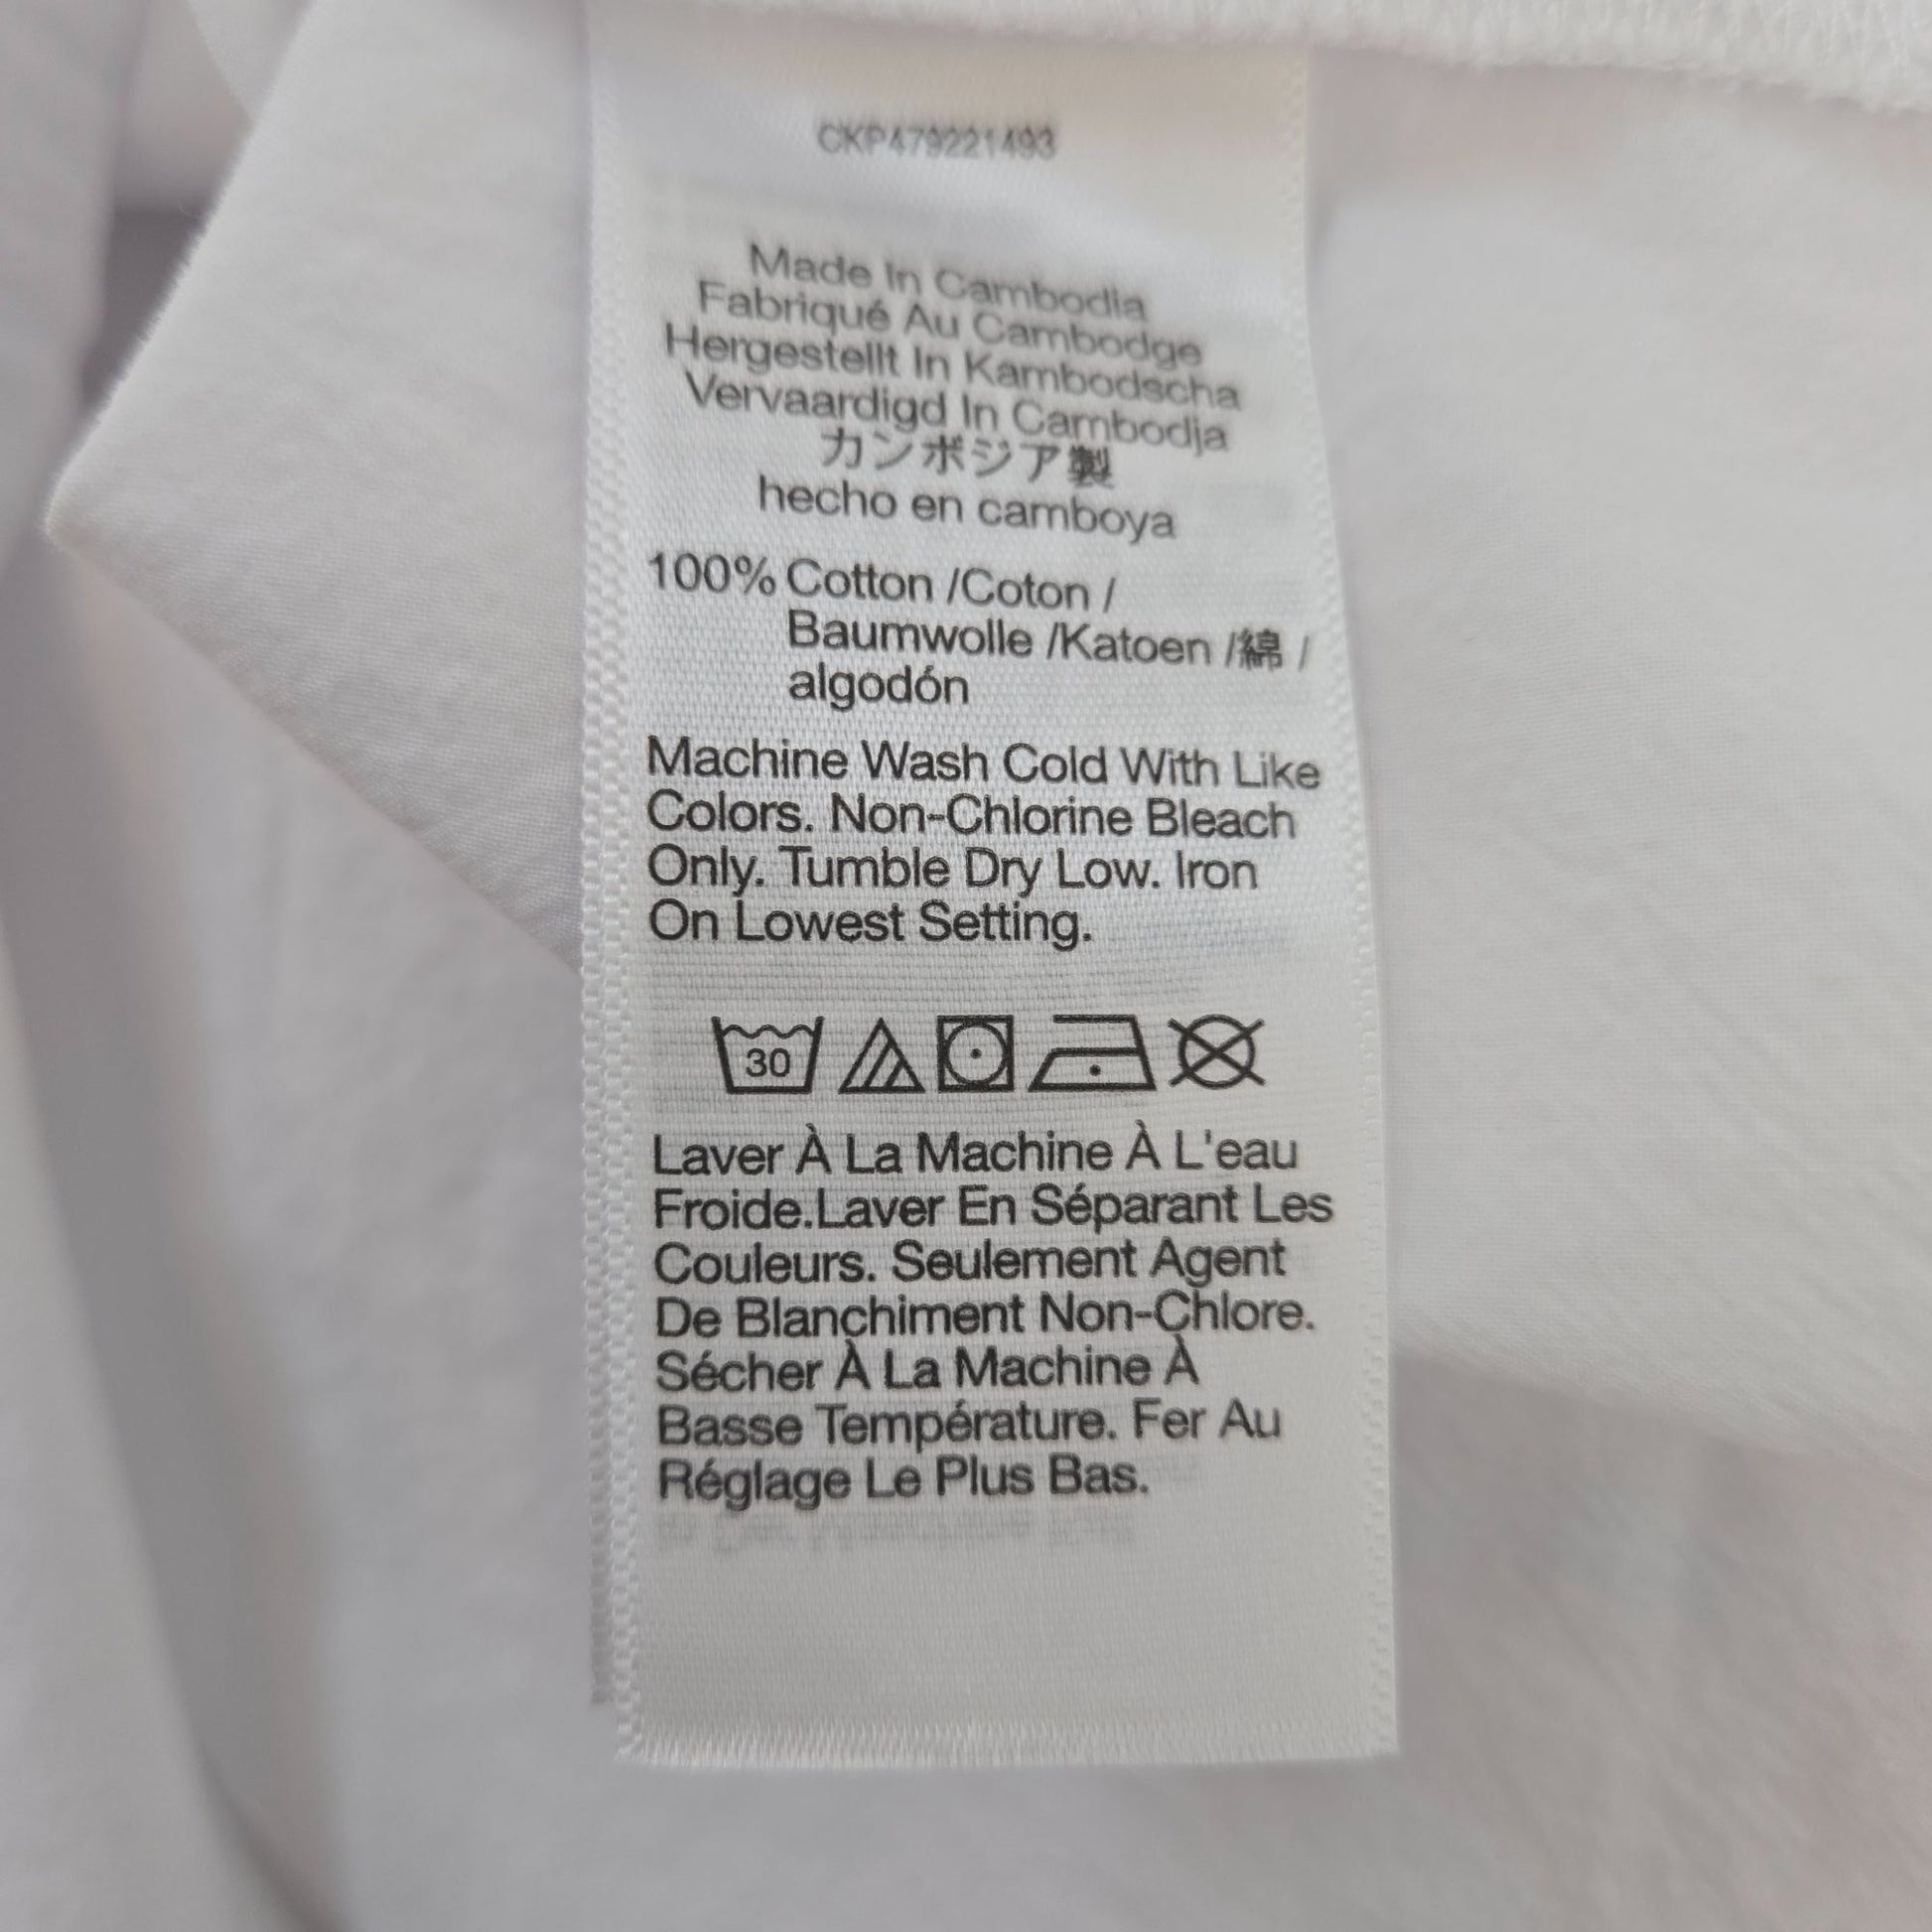 CKP479221493
Made In Cambodia
Fabriqué Au Cambodge
Hergestellt In Kambodscha
Vervaardigd In Cambodja
カンボジア製
hecho en camboya
100% Cotton /Coton /
Baumwolle /Katoen /綿 /
algodón
Machine Wash Cold With Like
Colors. Non-Chlorine Bleach
Only. Tumble Dry Low. Iron
On Lowest Setting.
30
Laver À La Machine À L'eau
Froide.Laver En Séparant Les
Couleurs. Seulement Agent
De Blanchiment Non-Chlore.
Sécher À La Machine À
Basse Température. Fer Au
Réglage Le Plus Bas.